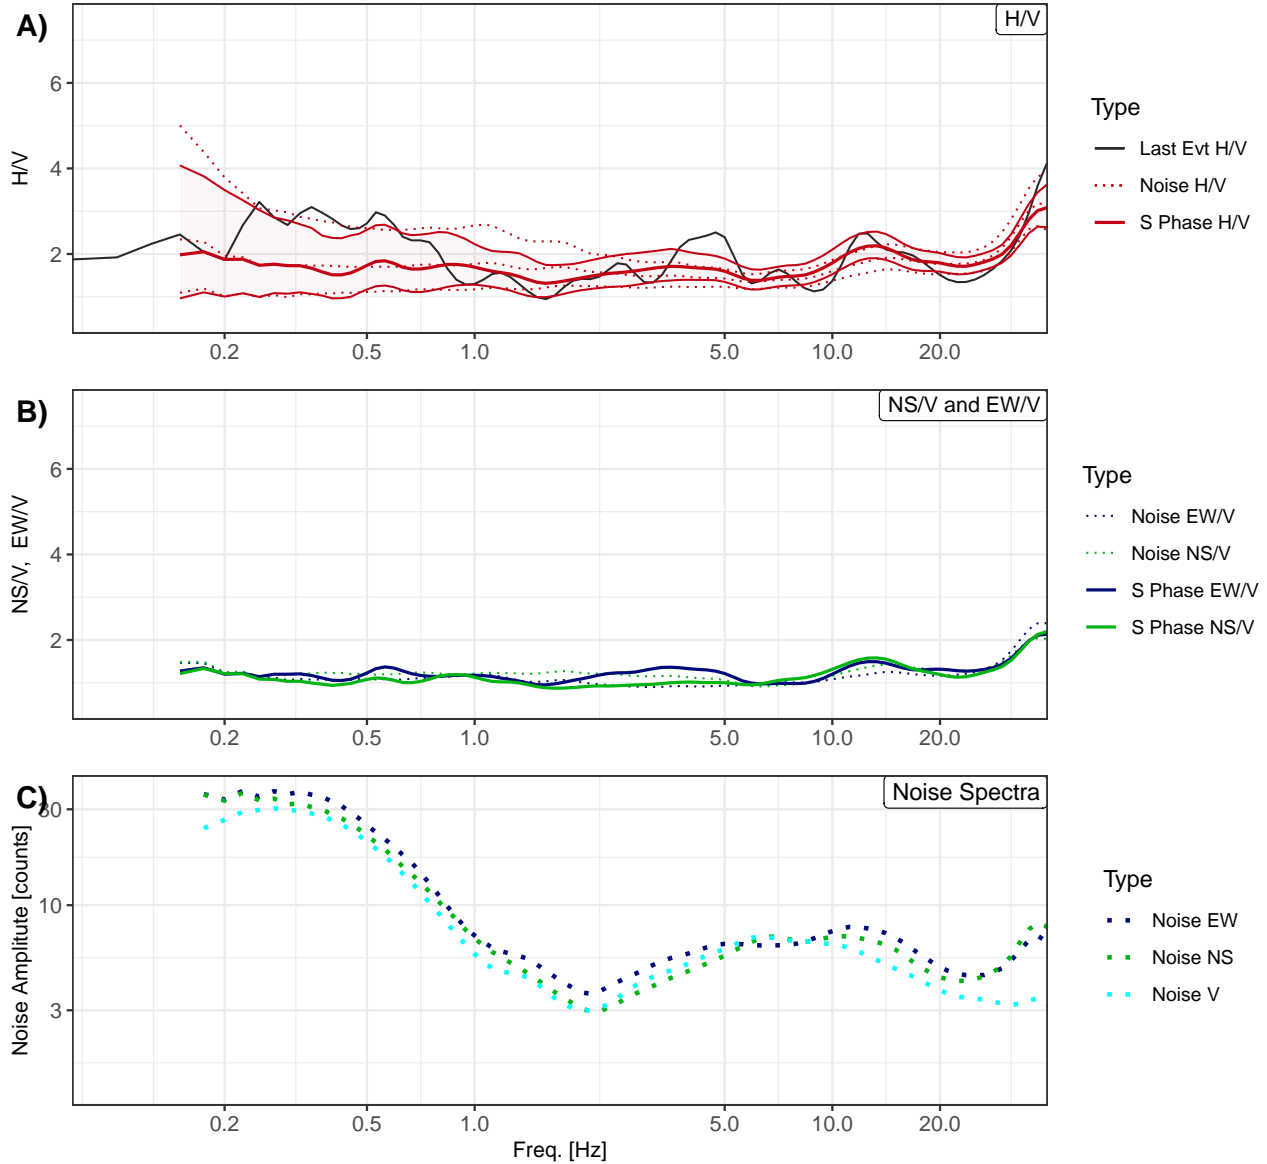 A)
H/V
6
4
2
H/V
0.2 0.5 1.0 5.0 10.0 20.0
Type
Last Evt H/V
Noise H/V
S Phase H/V
B)
NS/V and EW/V
6
4
2
NS/V, EW/V
0.2 0.5 1.0 5.0 10.0 20.0
Type
Noise EW/V
Noise NS/V
S Phase EW/V
S Phase NS/V
C)
Noise Spectra
30
10
3
Noise Amplitute [counts]
0.2 0.5 1.0 5.0 10.0 20.0
Freq. [Hz]
Type
Noise EW
Noise NS
Noise V